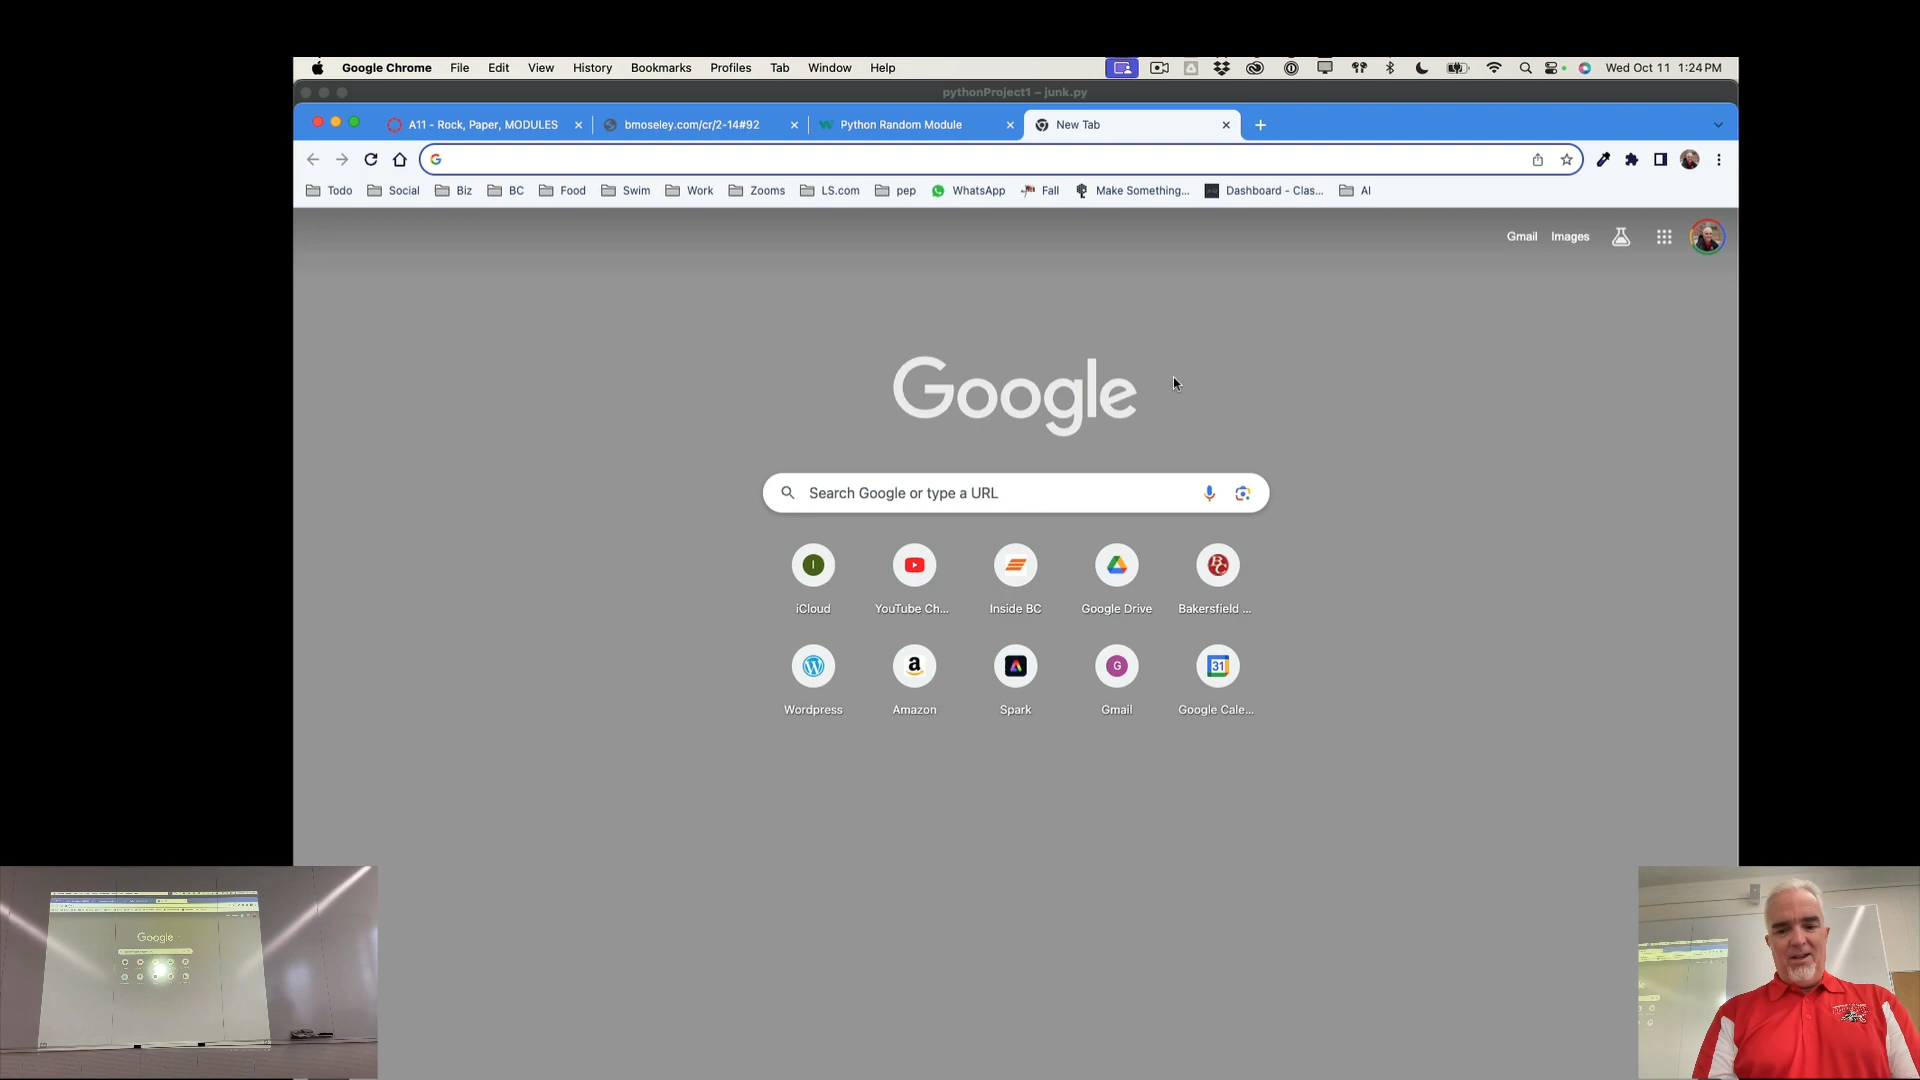 Google Chrome File Edit View History Bookmarks Profiles Tab Window Help Wed Oct 11 1:24 PM
pythonProject1 – junk.py
A11 - Rock, Paper, MODULES bmoseley.com/cr/2-14#92 Python Random Module New Tab
Todo Social Biz BC Food Swim Work Zooms LS.com pep WhatsApp Fall Make Something... Dashboard - Clas... AI
Gmail Images
Google
Search Google or type a URL
iCloud YouTube Ch... Inside BC Google Drive Bakersfield ...
31
Wordpress Amazon Spark Gmail Google Cale...
Google